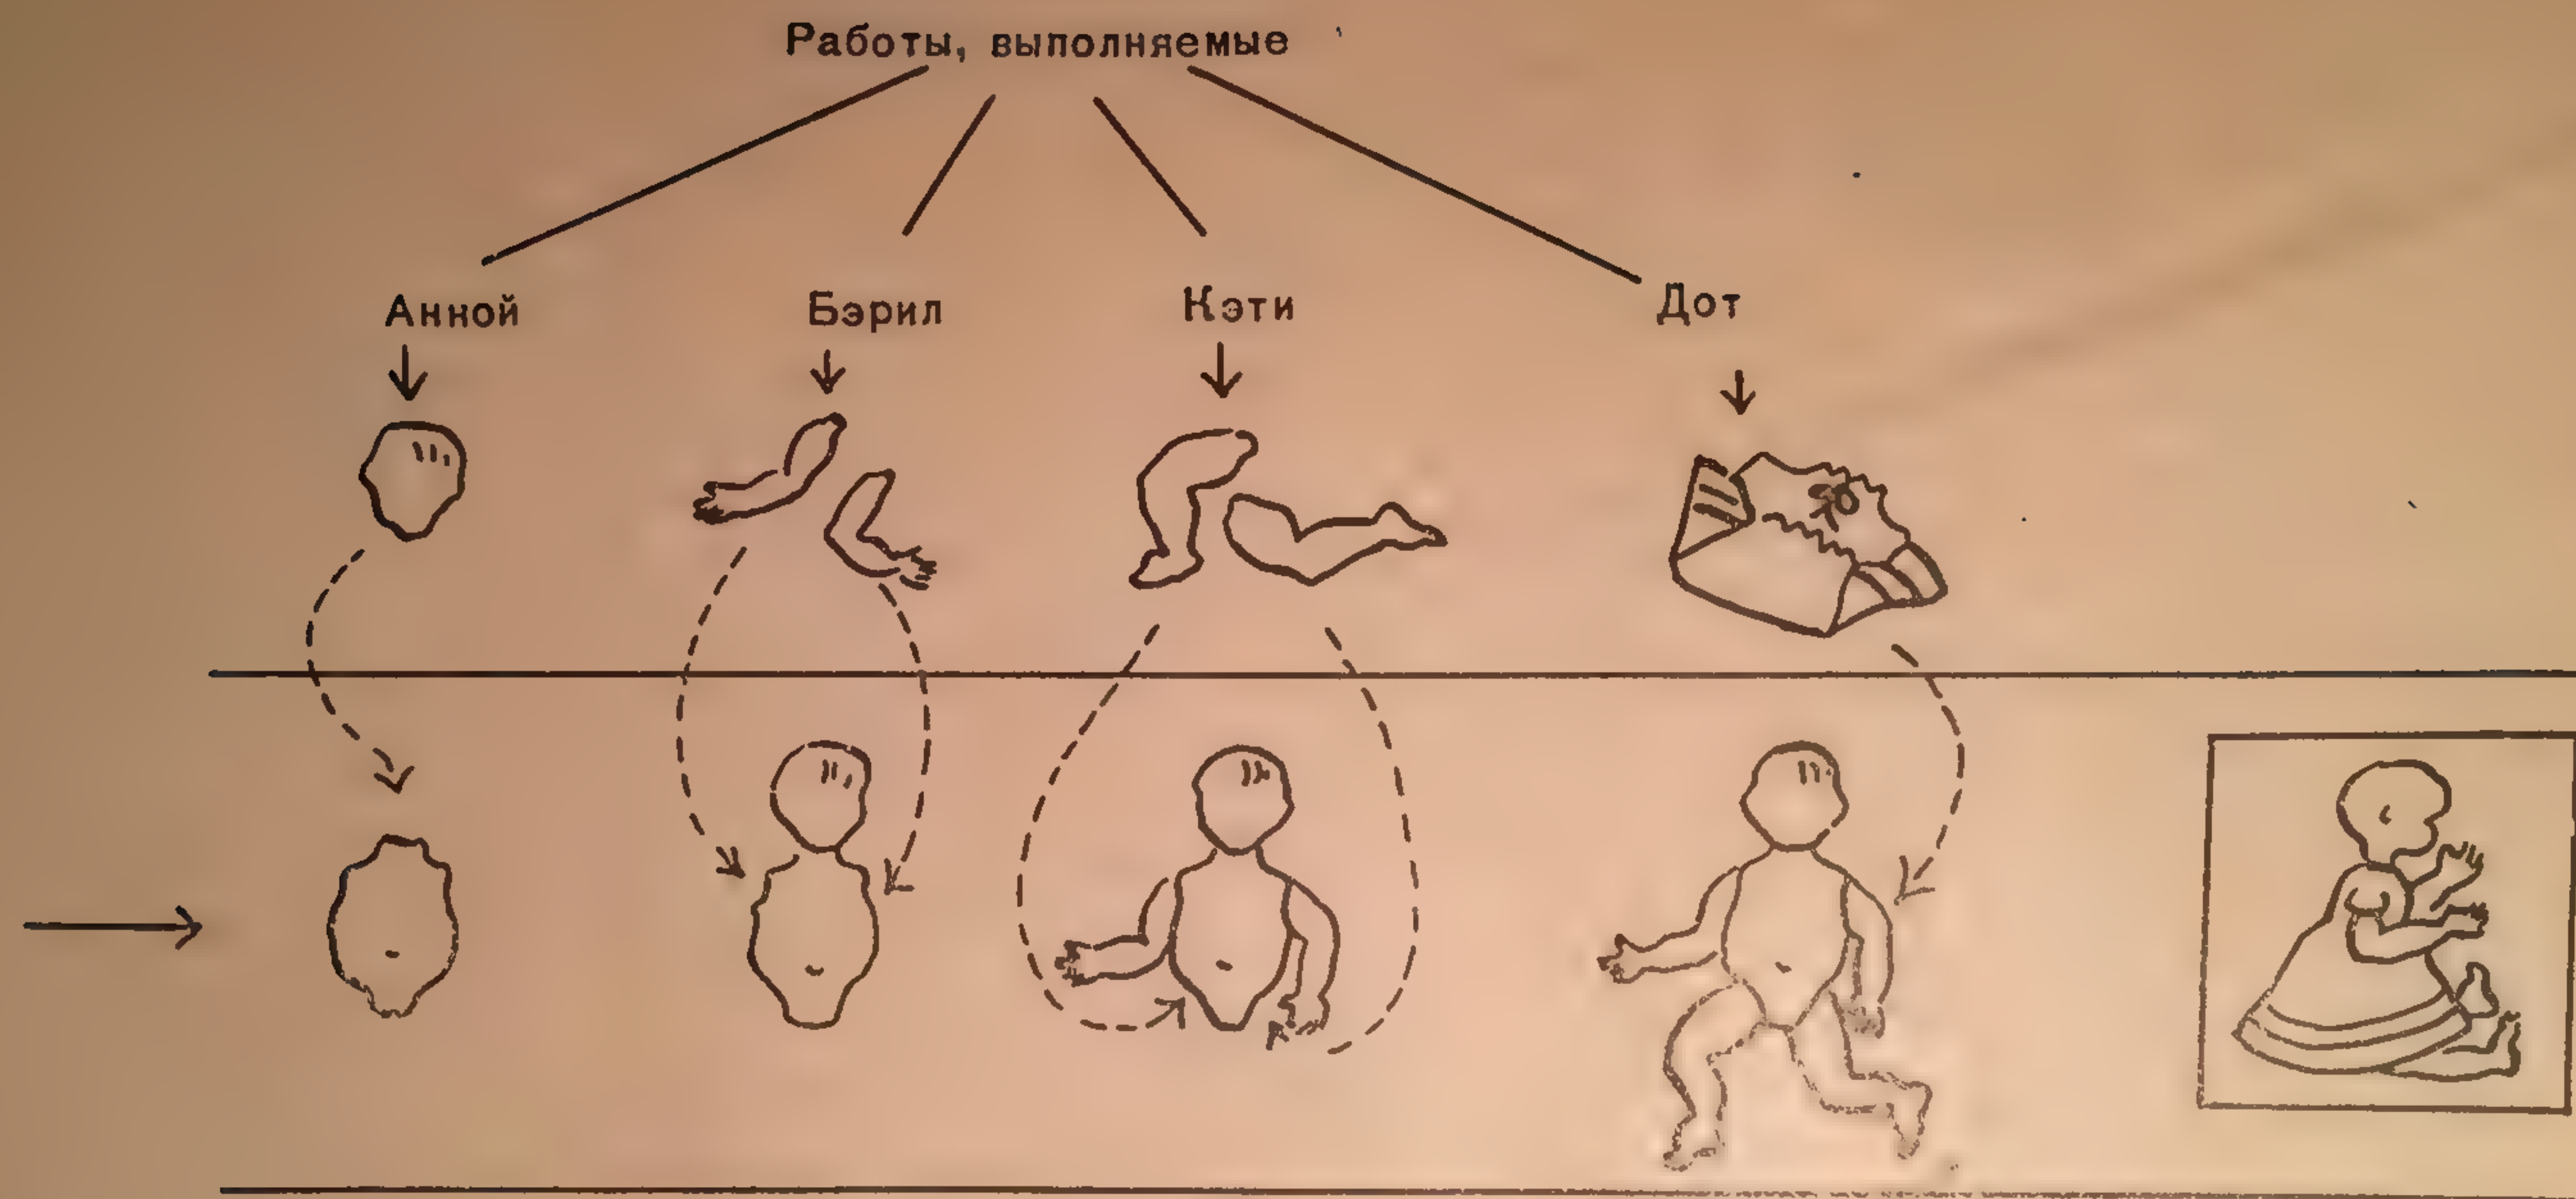 Работы, выполняемые
Анной
Бэрил
Кэти
Дот